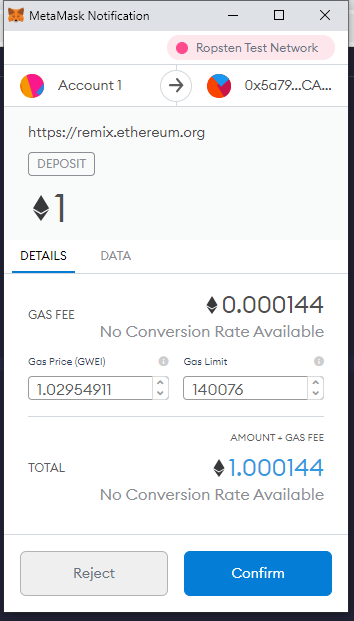 MetaMask Notification
Ropsten Test Network
Account 1
0x5a79...CA...
https://remix.ethereum.org
DEPOSIT
1
DETAILS DATA
GAS FEE
0.000144
No Conversion Rate Available
Gas Price (GWEI) Gas Limit
1.02954911 140076
AMOUNT + GAS FEE
TOTAL
1.000144
No Conversion Rate Available
Reject Confirm